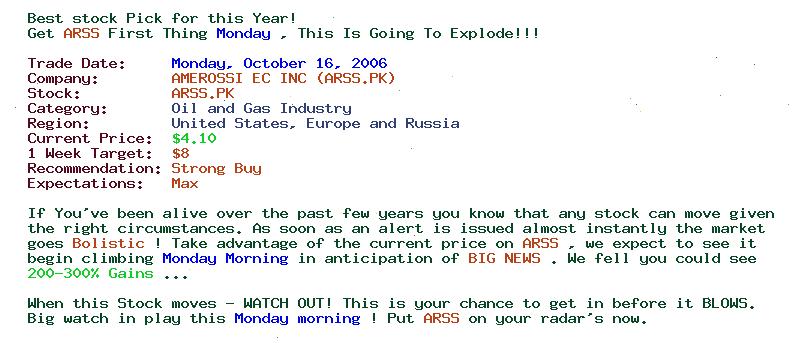 Best stock Pick for this Year!
Get ARSS First Thing Monday , This Is Going To Explode!!!
Trade Date: Monday, October 16, 2006
Company: AMEROSSI EC INC (ARSS.PK)
Stock: ARSS.PK
Category: Oil and Gas Industry
Region: United States, Europe and Russia
Current Price: $4.10
1 Week Target: $8
Recommendation: Strong Buy
Expectations: Max
If You've been alive over the past few years you know that any stock can move given
the right circumstances. As soon as an alert is issued almost instantly the market
goes Bolistic ! Take advantage of the current price on ARSS , we expect to see it
begin climbing Monday Morning in anticipation of BIG NEWS . We fell you could see
200-300% Gains ...
When this Stock moves - WATCH OUT! This is your chance to get in before it BLOWS.
Big watch in play this Monday morning ! Put ARSS on your radar's now.